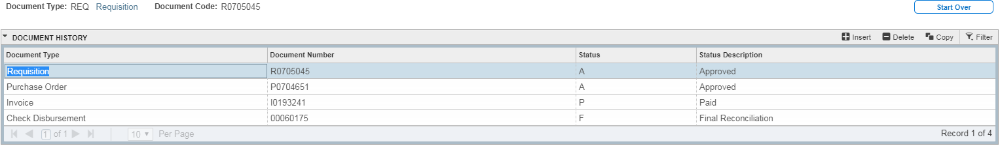 Document Type: REQ Requisition Document Code: R0705045 Start Over
DOCUMENT HISTORY Insert Delete Copy Filter
Document Type Document Number Status Status Description
Requisition R0705045 A Approved
Purchase Order P0704651 A Approved
Invoice I0193241 P Paid
Check Disbursement 00060175 F Final Reconciliation
1 of 1 10 Per Page Record 1 of 4